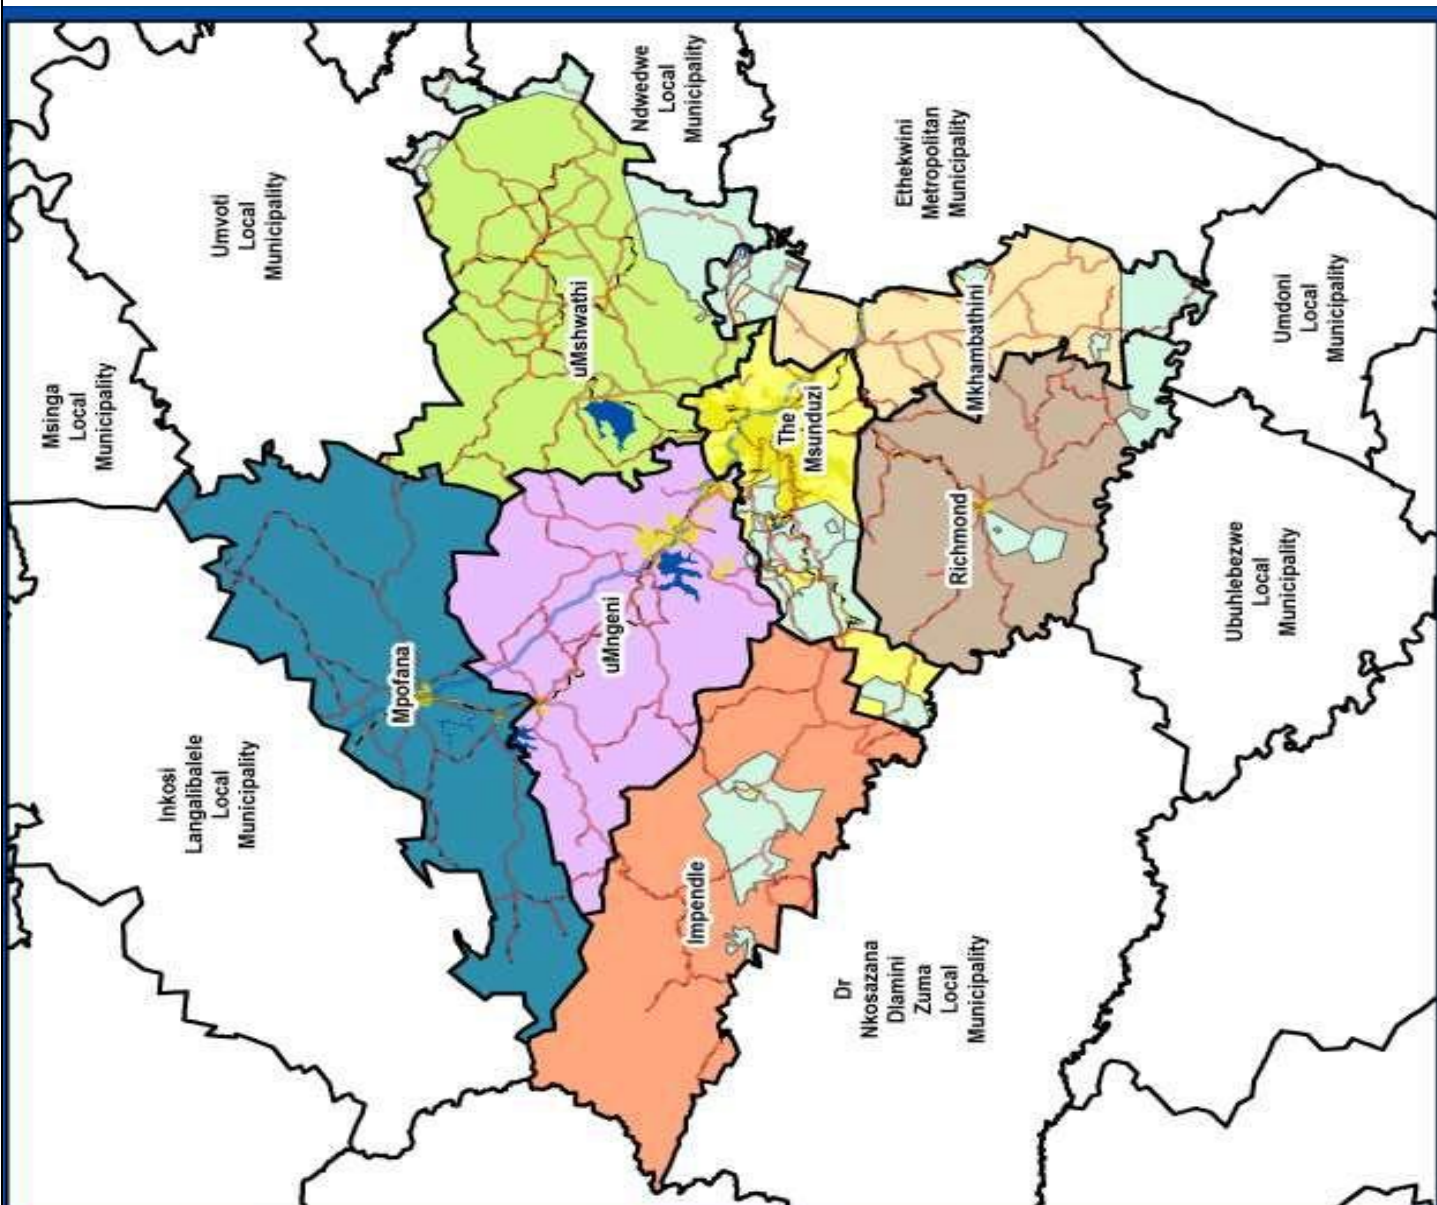 Msinga
Local
Municipality
Umvoti
Local
Municipality
Ndwedwe
Local
Municipality
Ethekwini
Metropolitan
Municipality
Umdoni
Local
Municipality
Ubuhlebezwe
Local
Municipality
Inkosi
Langalibalele
Local
Municipality
Dr
Nkosazana
Dlamini
Zuma
Local
Municipality
uMshwathi
Mkhambathini
The
Msunduzi
Richmond
uMngeni
Mpofana
Impendle